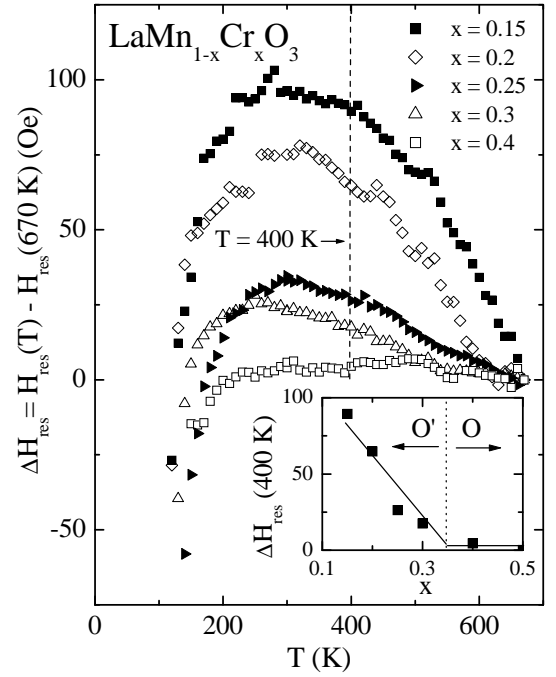 LaMn1-xCrxO3
x = 0.15
x = 0.2
x = 0.25
x = 0.3
x = 0.4
100
50
0
-50
ΔHres = Hres(T) - Hres(670 K) (Oe)
T = 400 K
0
200
400
600
T (K)
100
50
0
ΔHres (400 K)
O' O
0.1 0.3 0.5
x